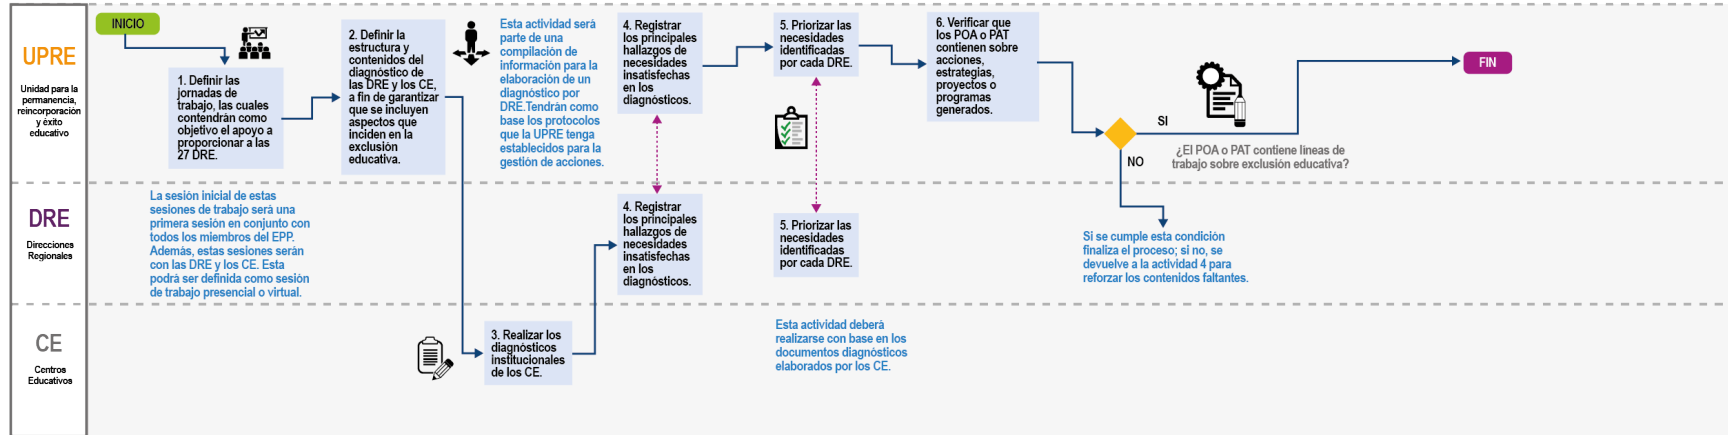 UPRE
Unidad para la
permanencia,
reincorporación
y éxito
educativo
INICIO
1. Definir las
jornadas de
trabajo, las cuales
contendrán como
objetivo el apoyo a
proporcionar a las
27 DRE.
2. Definir la
estructura y
contenidos del
diagnóstico de
las DRE y los CE,
a fin de garantizar
que se incluyen
aspectos que
inciden en la
exclusión
educativa.
Esta actividad será
parte de una
compilación de
información para la
elaboración de un
diagnóstico por
DRE.Tendrán como
base los protocolos
que la UPRE tenga
establecidos para la
gestión de acciones.
4. Registrar
los principales
hallazgos de
necesidades
insatisfechas
en los
diagnósticos.
5. Priorizar las
necesidades
identificadas
por cada DRE.
6. Verificar que
los POA o PAT
contienen sobre
acciones,
estrategias,
proyectos o
programas
generados.
SI
NO
¿El POA o PAT contiene líneas de
trabajo sobre exclusión educativa?
FIN
DRE
Direcciones
Regionales
La sesión inicial de estas
sesiones de trabajo será una
primera sesión en conjunto con
todos los miembros del EPP.
Además, estas sesiones serán
con las DRE y los CE. Esta
podrá ser definida como sesión
de trabajo presencial o virtual.
4. Registrar
los principales
hallazgos de
necesidades
insatisfechas
en los
diagnósticos.
5. Priorizar las
necesidades
identificadas
por cada DRE.
Si se cumple esta condición
finaliza el proceso; si no, se
devuelve a la actividad 4 para
reforzar los contenidos faltantes.
CE
Centros
Educativos
3. Realizar los
diagnósticos
institucionales
de los CE.
Esta actividad deberá
realizarse con base en los
documentos diagnósticos
elaborados por los CE.